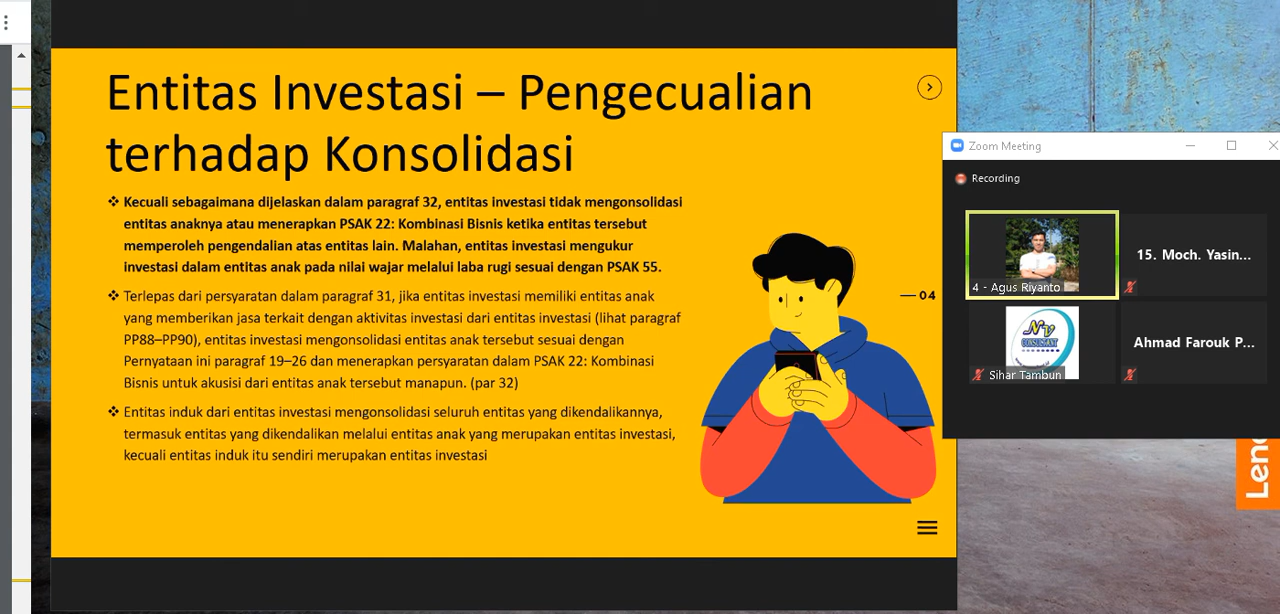 Entitas Investasi – Pengecualian
terhadap Konsolidasi
❖ Kecuali sebagaimana dijelaskan dalam paragraf 32, entitas investasi tidak mengonsolidasi
entitas anaknya atau menerapkan PSAK 22: Kombinasi Bisnis ketika entitas tersebut
memperoleh pengendalian atas entitas lain. Malahan, entitas investasi mengukur
investasi dalam entitas anak pada nilai wajar melalui laba rugi sesuai dengan PSAK 55.
❖ Terlepas dari persyaratan dalam paragraf 31, jika entitas investasi memiliki entitas anak
yang memberikan jasa terkait dengan aktivitas investasi dari entitas investasi (lihat paragraf
PP88–PP90), entitas investasi mengonsolidasi entitas anak tersebut sesuai dengan
Pernyataan ini paragraf 19–26 dan menerapkan persyaratan dalam PSAK 22: Kombinasi
Bisnis untuk akusisi dari entitas anak tersebut manapun. (par 32)
❖ Entitas induk dari entitas investasi mengonsolidasi seluruh entitas yang dikendalikannya,
termasuk entitas yang dikendalikan melalui entitas anak yang merupakan entitas investasi,
kecuali entitas induk itu sendiri merupakan entitas investasi
04
Zoom Meeting
Recording
4 - Agus Riyanto
15. Moch. Yasin...
NV
CONSULTANT
Sihar Tambun
Ahmad Farouk P...